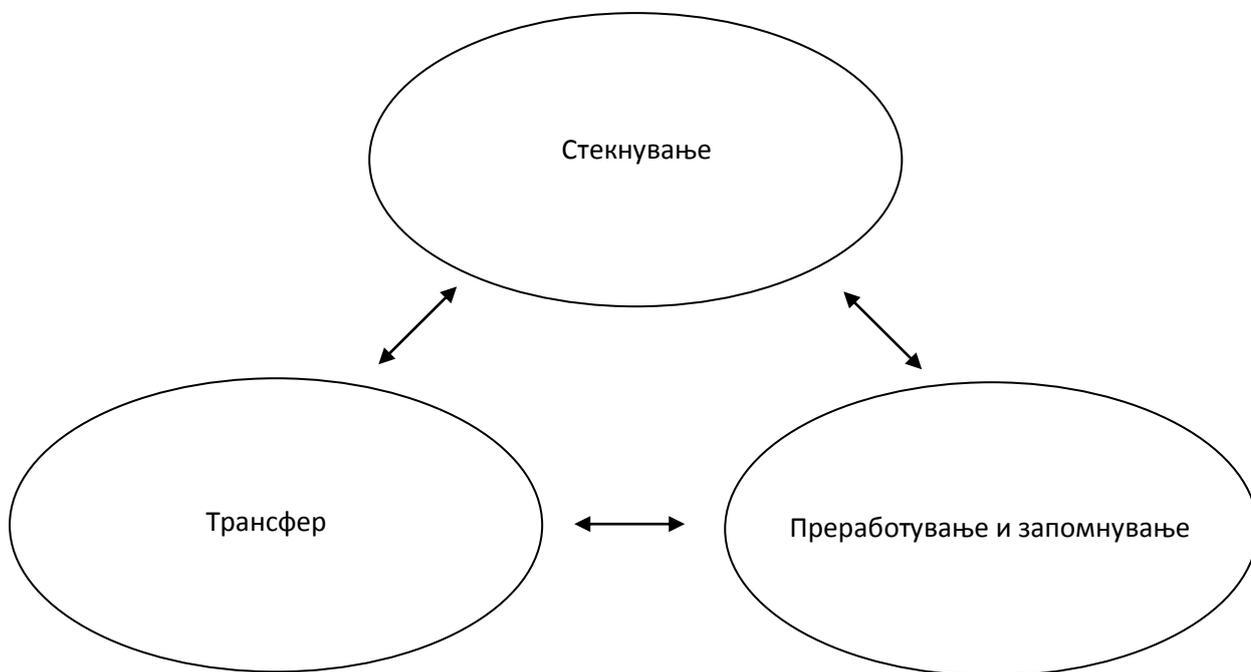 Стекнување
Трансфер
Преработување и запомнување